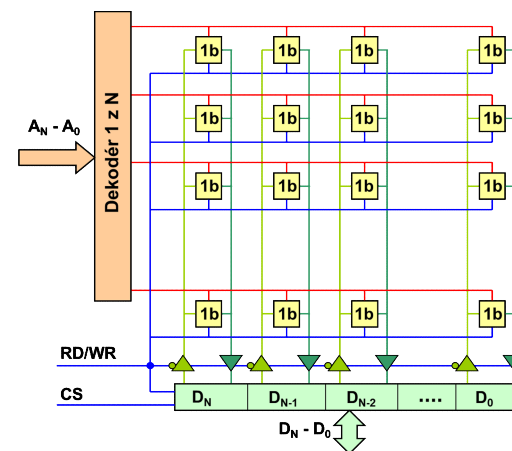 1b 1b 1b 1b
1b 1b 1b 1b
A_N - A_0
Dekodér 1 z N
1b 1b 1b 1b
1b 1b 1b 1b
RD/WR
CS
D_N D_N-1 D_N-2 .... D_0
D_N - D_0